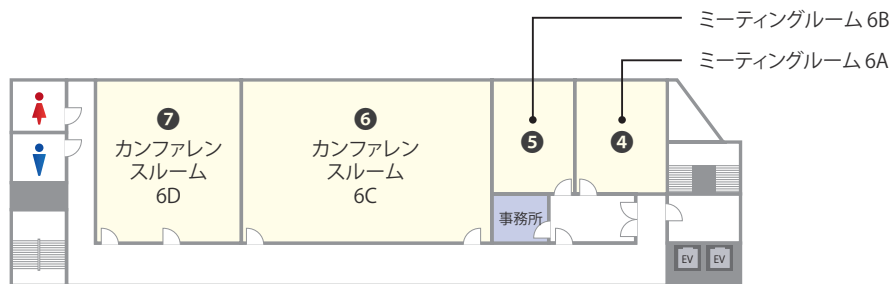 ミーティングルーム 6B
ミーティングルーム 6A
7
カンファレン
スルーム
6D
6
カンファレン
スルーム
6C
5
4
事務所
EV
EV